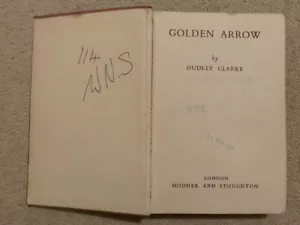 114
WNS
GOLDEN ARROW
by
DUDLEY CLARKE
LONDON
HODDER AND STOUGHTON